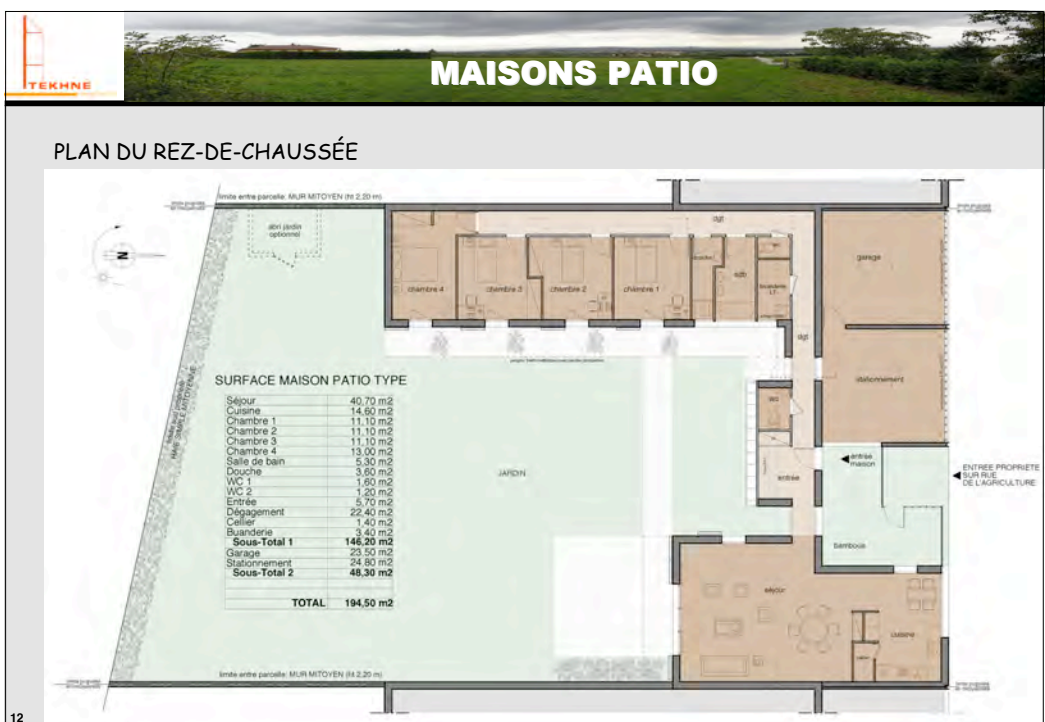 TEKHNÊ
MAISONS PATIO
PLAN DU REZ-DE-CHAUSSÉE
limite entre parcelle: MUR MITOYEN (ht 2,20 m)
abri jardin
optionnel
N
dgt
garage
chambre 4
chambre 3
chambre 2
chambre 1
douche
sdb
wc
buanderie
dgt
stationnement
SURFACE MAISON PATIO TYPE
Séjour 40,70 m2
Cuisine 14,60 m2
Chambre 1 11,10 m2
Chambre 2 11,10 m2
Chambre 3 11,10 m2
Chambre 4 13,00 m2
Salle de bain 5,30 m2
Douche 3,60 m2
WC 1 1,60 m2
WC 2 1,20 m2
Entrée 5,70 m2
Dégagement 22,40 m2
Cellier 1,40 m2
Buanderie 3,40 m2
Sous-Total 1 146,20 m2
Garage 23,50 m2
Stationnement 24,80 m2
Sous-Total 2 48,30 m2
TOTAL 194,50 m2
HAIE SIMPLE MITOYENNE
wc
entrée
maison
entrée
JARDIN
ENTREE PROPRIETE
SUR RUE
DE L'AGRICULTURE
bambous
séjour
cuisine
limite entre parcelle: MUR MITOYEN (ht 2,20 m)
12